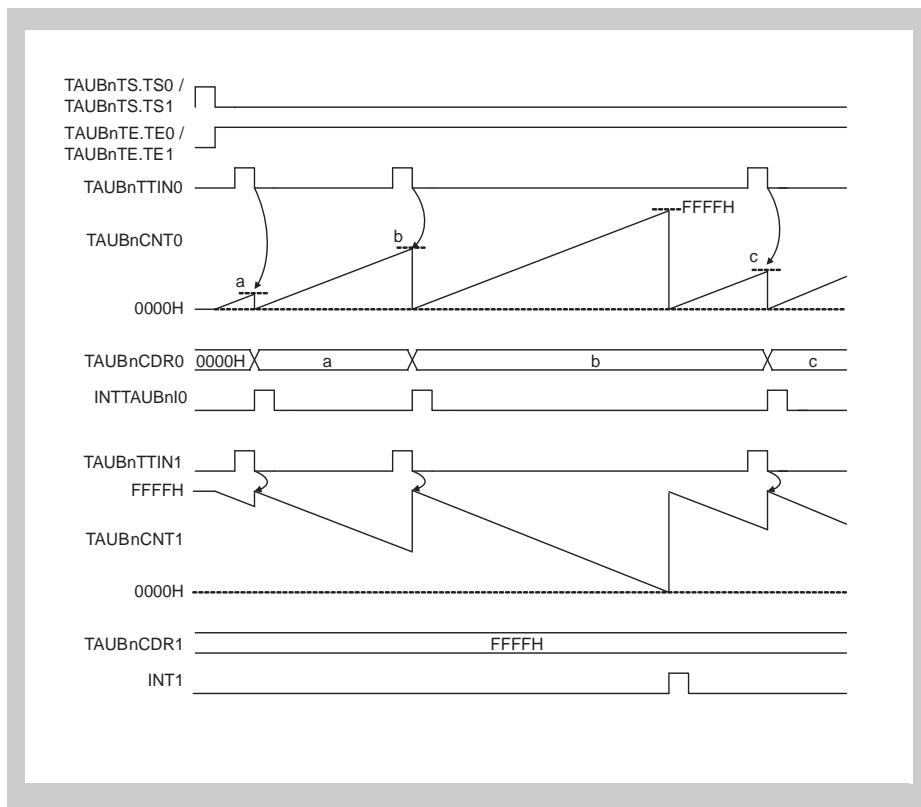 TAUBnTS.TS0 /
TAUBnTS.TS1
TAUBnTE.TE0 /
TAUBnTE.TE1
TAUBnTTIN0
FFFFH
TAUBnCNT0
b
c
a
0000H
TAUBnCDR0 0000H a b c
INTTAUBnI0
TAUBnTTIN1
FFFFH
TAUBnCNT1
0000H
TAUBnCDR1 FFFFH
INT1